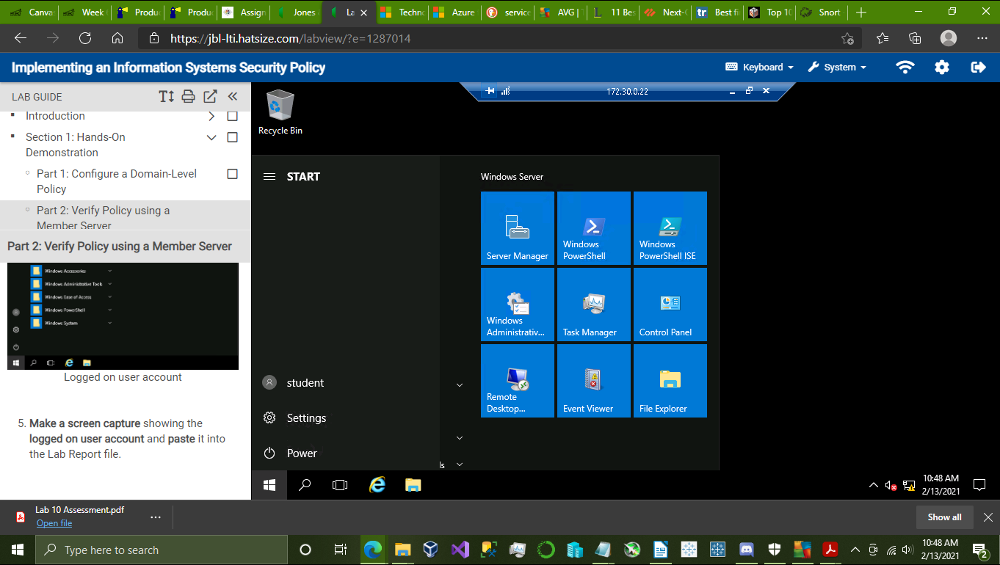 Canva
Week
Produ
Produ
Assign
Jones
La
Techno
Azure
service
AVG | T
11 Bes
Next-G
tr
Best fi
Top 10
Snort
https://jbl-lti.hatsize.com/labview/?e=1287014
Implementing an Information Systems Security Policy
Keyboard
System
LAB GUIDE
Introduction
Section 1: Hands-On
Demonstration
Part 1: Configure a Domain-Level
Policy
Part 2: Verify Policy using a
Member Server
Part 2: Verify Policy using a Member Server
Windows Accessories
Windows Administrative Tools
Windows Ease of Access
Windows PowerShell
Windows System
Logged on user account
5. Make a screen capture showing the
logged on user account and paste it into
the Lab Report file.
172.30.0.22
Recycle Bin
START
student
Settings
Power
ls
Windows Server
Server Manager
Windows
PowerShell
Windows
PowerShell ISE
Windows
Administrativ...
Task Manager
Control Panel
Remote
Desktop...
Event Viewer
File Explorer
10:48 AM
2/13/2021
Lab 10 Assessment.pdf
Open file
Show all
Type here to search
10:48 AM
2/13/2021
2